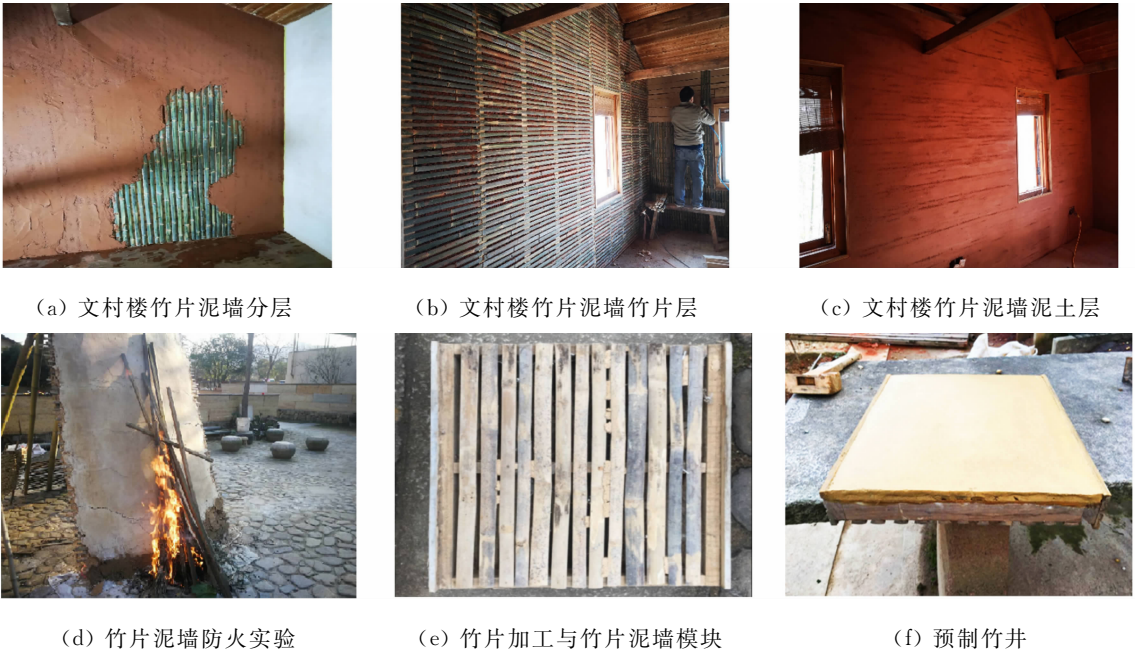 (a) 文村楼竹片泥墙分层
(b) 文村楼竹片泥墙竹片层
(c) 文村楼竹片泥墙泥土层
(d) 竹片泥墙防火实验
(e) 竹片加工与竹片泥墙模块
(f) 预制竹井